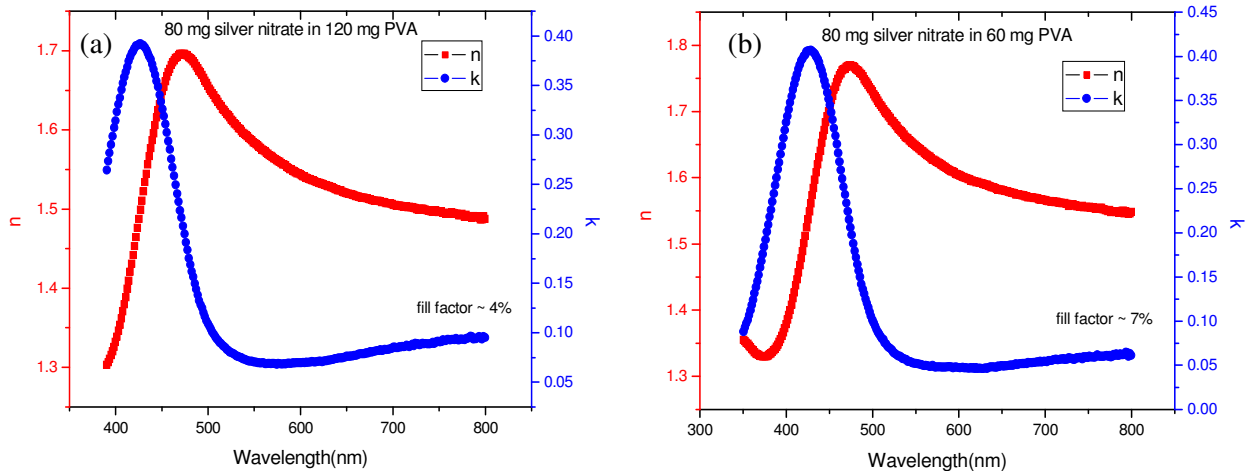 (a)
80 mg silver nitrate in 120 mg PVA
n
k
fill factor ~ 4%
1.7
1.6
1.5
1.4
1.3
n
0.40
0.35
0.30
0.25
0.20
0.15
0.10
0.05
k
400 500 600 700 800
Wavelength(nm)
(b)
80 mg silver nitrate in 60 mg PVA
n
k
fill factor ~ 7%
1.8
1.7
1.6
1.5
1.4
1.3
n
0.45
0.40
0.35
0.30
0.25
0.20
0.15
0.10
0.05
0.00
k
300 400 500 600 700 800
Wavelength(nm)